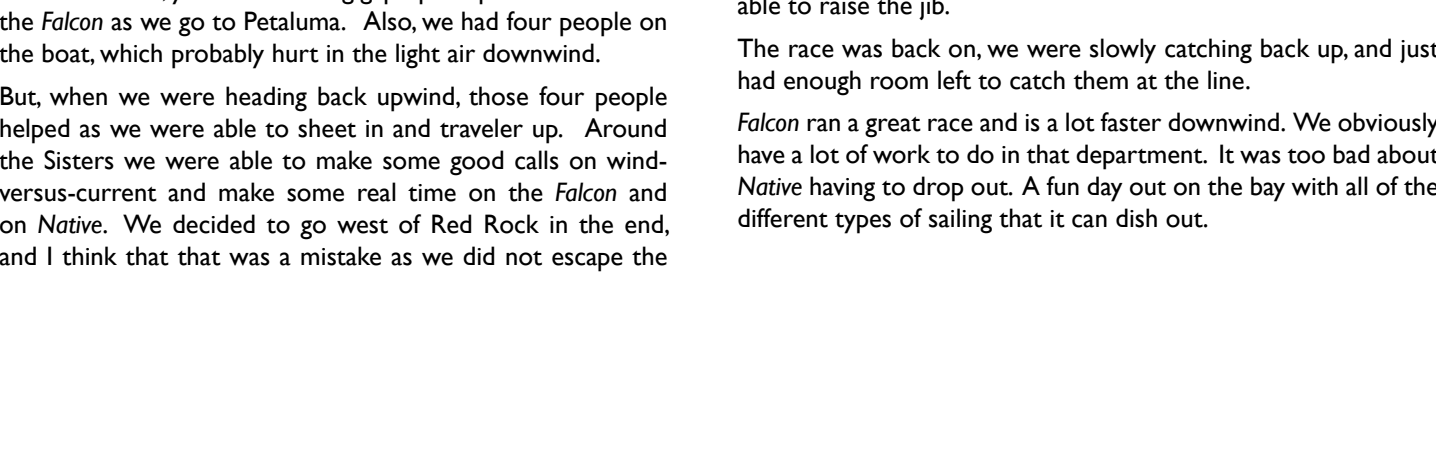 the Falcon as we go to Petaluma. Also, we had four people on
the boat, which probably hurt in the light air downwind.
But, when we were heading back upwind, those four people
helped as we were able to sheet in and traveler up. Around
the Sisters we were able to make some good calls on wind-
versus-current and make some real time on the Falcon and
on Native. We decided to go west of Red Rock in the end,
and I think that that was a mistake as we did not escape the
able to raise the jib.
The race was back on, we were slowly catching back up, and just
had enough room left to catch them at the line.
Falcon ran a great race and is a lot faster downwind. We obviously
have a lot of work to do in that department. It was too bad about
Native having to drop out. A fun day out on the bay with all of the
different types of sailing that it can dish out.